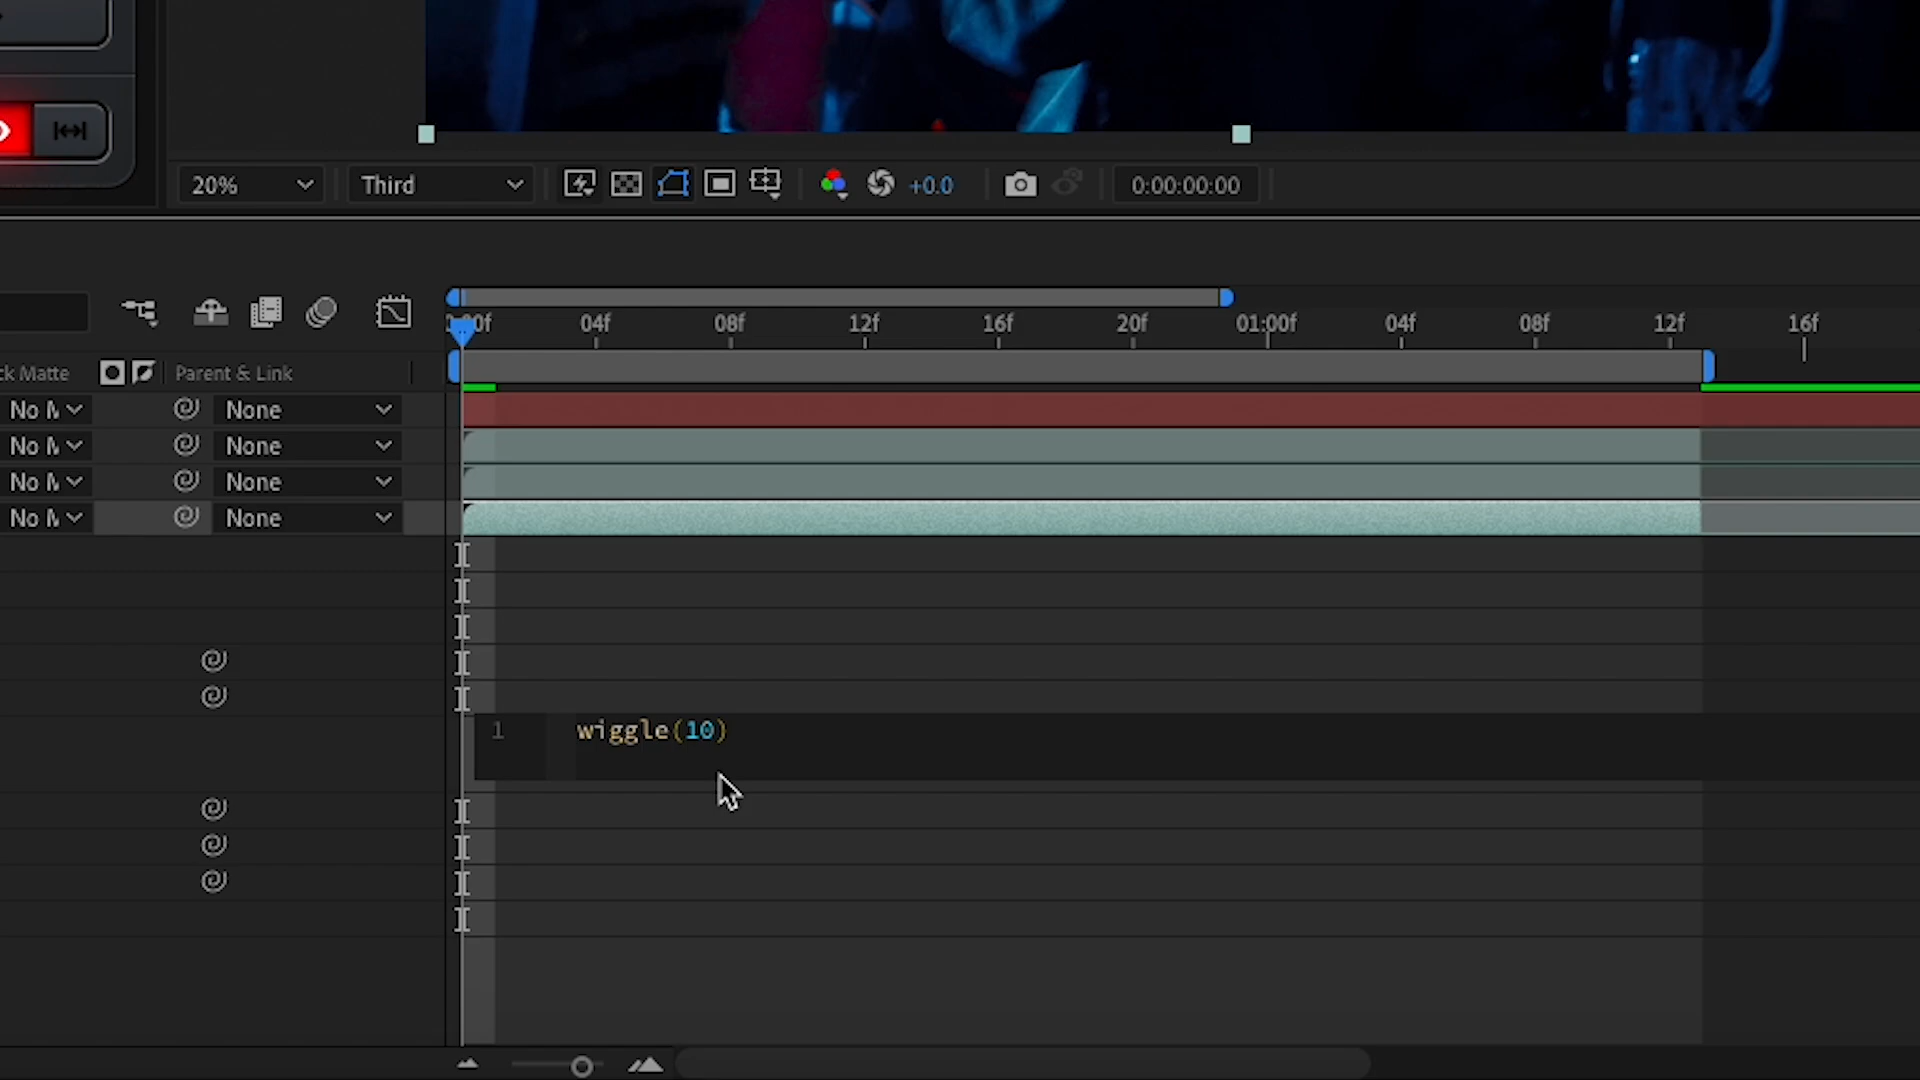 20%
Third
+0.0
0:00:00:00
04f
08f
12f
16f
20f
01:00f
04f
08f
12f
16f
ck Matte
Parent & Link
No M
None
No M
None
No M
None
No M
None
1
wiggle(10)